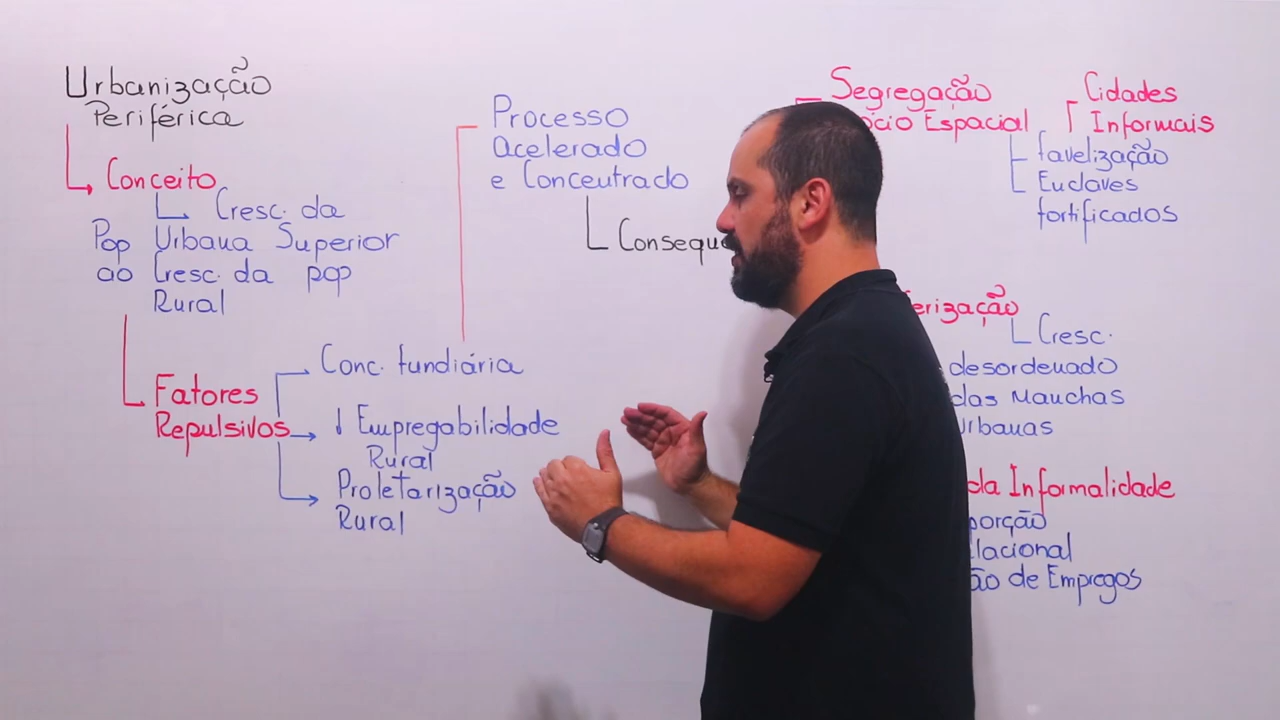 Urbanização
Periférica
Conceito
Cresc. da
Pop Urbana Superior
ao Cresc. da pop
Rural
Fatores
Repulsivos
Conc. fundiária
↓ Empregabilidade
Rural
Proletarização
Rural
Processo
acelerado
e Concentrado
Segregação
Espacial
Cidades
Informais
favelização
Enclaves
fortificados
Cresc.
desordenado
das Manchas
da Informalidade
de Empregos